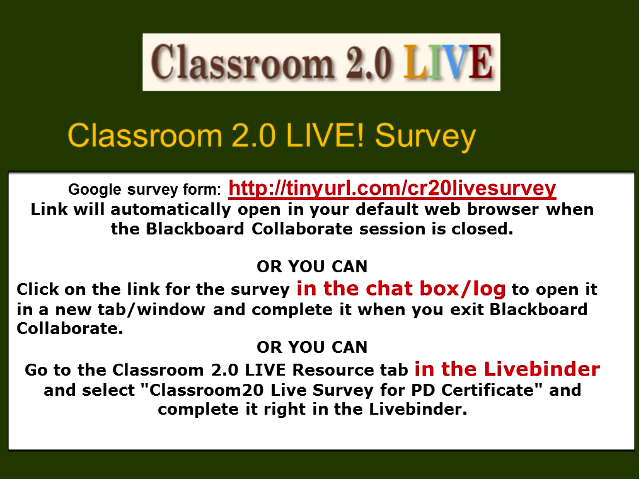 Classroom 2.0 LIVE
Classroom 2.0 LIVE! Survey
Google survey form: http://tinyurl.com/cr20livesurvey
Link will automatically open in your default web browser when
the Blackboard Collaborate session is closed.
OR YOU CAN
Click on the link for the survey in the chat box/log to open it
in a new tab/window and complete it when you exit Blackboard
Collaborate.
OR YOU CAN
Go to the Classroom 2.0 LIVE Resource tab in the Livebinder
and select "Classroom20 Live Survey for PD Certificate" and
complete it right in the Livebinder.